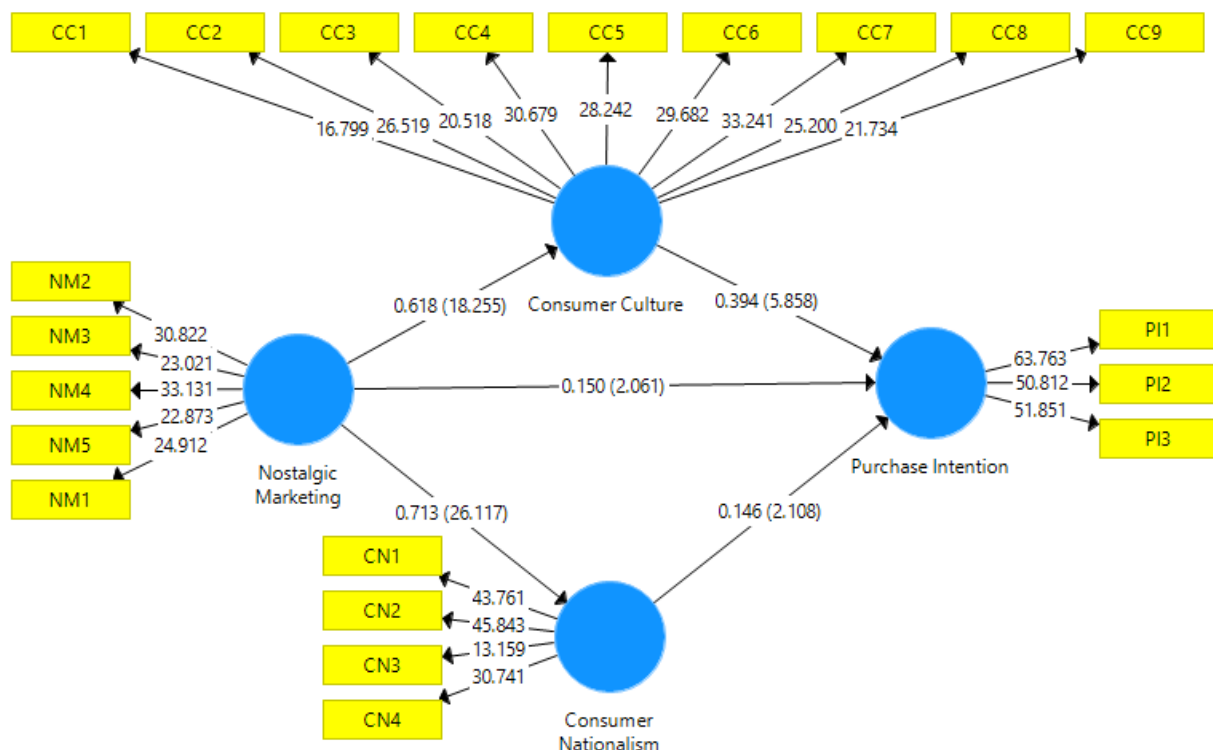 CC1
CC2
CC3
CC4
CC5
CC6
CC7
CC8
CC9
16.799
26.519
20.518
30.679
28.242
29.682
33.241
25.200
21.734
Consumer Culture
0.618 (18.255)
0.394 (5.858)
NM2
NM3
NM4
NM5
NM1
30.822
23.021
33.131
22.873
24.912
Nostalgic
Marketing
0.150 (2.061)
PI1
PI2
PI3
63.763
50.812
51.851
Purchase Intention
0.713 (26.117)
0.146 (2.108)
CN1
CN2
CN3
CN4
43.761
45.843
13.159
30.741
Consumer
Nationalism